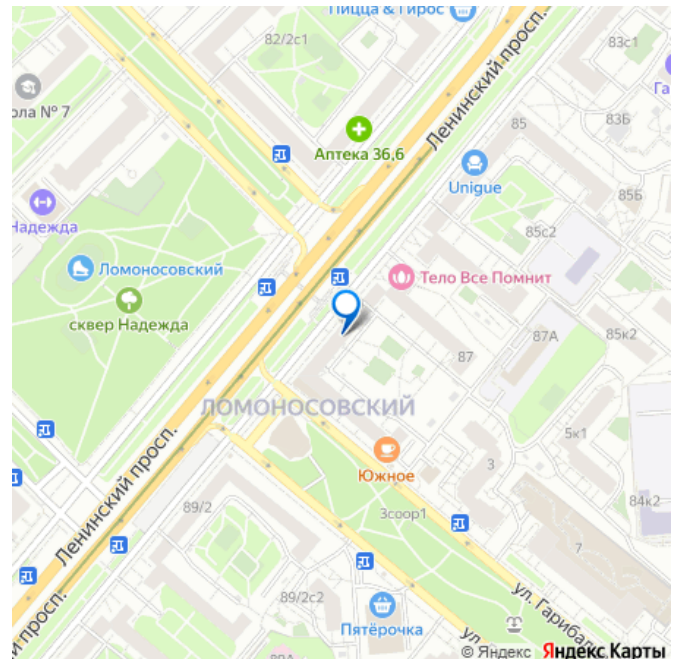 Пицца & Гирос
82/2с1
83с1
Ленинский просп.
ола № 7
Га
Аптека 36,6
85
83Б
Unigue
85Б
Надежда
85с2
Ломоносовский
Тело Все Помнит
сквер Надежда
87А
85к2
87
ЛОМОНОСОВСКИЙ
5к1
Южное
3
Ленинский просп.
84к2
89/2
3соор1
7
89/2с2
ул. Гарибал
Пятёрочка
ул.
й просп.
89А
© Яндекс Яндекс Карты